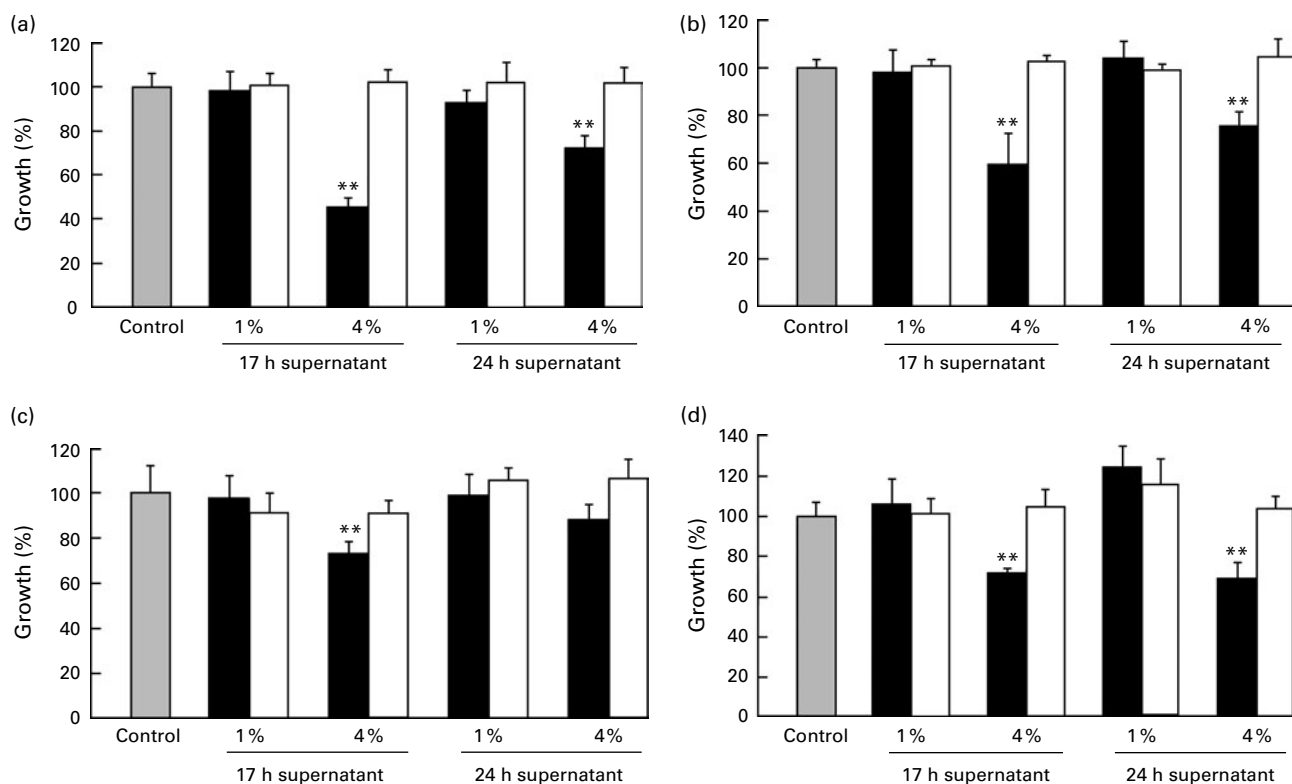 (a)
120
100
80
60
40
20
0
Growth (%)
**
**
Control 1% 4% 1% 4%
17 h supernatant 24 h supernatant
(b)
120
100
80
60
40
20
0
Growth (%)
**
**
Control 1% 4% 1% 4%
17 h supernatant 24 h supernatant
(c)
120
100
80
60
40
20
0
Growth (%)
**
Control 1% 4% 1% 4%
17 h supernatant 24 h supernatant
(d)
140
120
100
80
60
40
20
0
Growth (%)
**
**
Control 1% 4% 1% 4%
17 h supernatant 24 h supernatant